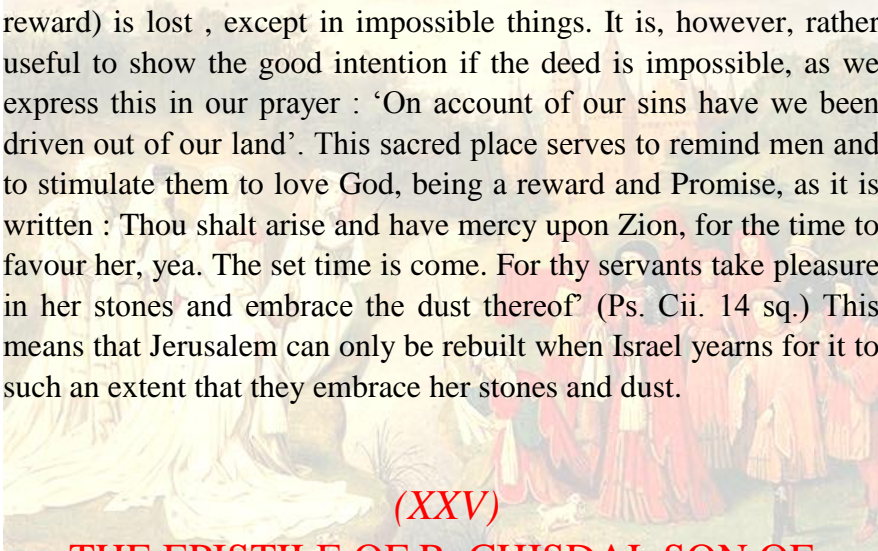 reward) is lost , except in impossible things. It is, however, rather
useful to show the good intention if the deed is impossible, as we
express this in our prayer : ‘On account of our sins have we been
driven out of our land’. This sacred place serves to remind men and
to stimulate them to love God, being a reward and Promise, as it is
written : Thou shalt arise and have mercy upon Zion, for the time to
favour her, yea. The set time is come. For thy servants take pleasure
in her stones and embrace the dust thereof’ (Ps. Cii. 14 sq.) This
means that Jerusalem can only be rebuilt when Israel yearns for it to
such an extent that they embrace her stones and dust.
(XXV)
THE EPISTILE OF R. CHISDAI, SON OF